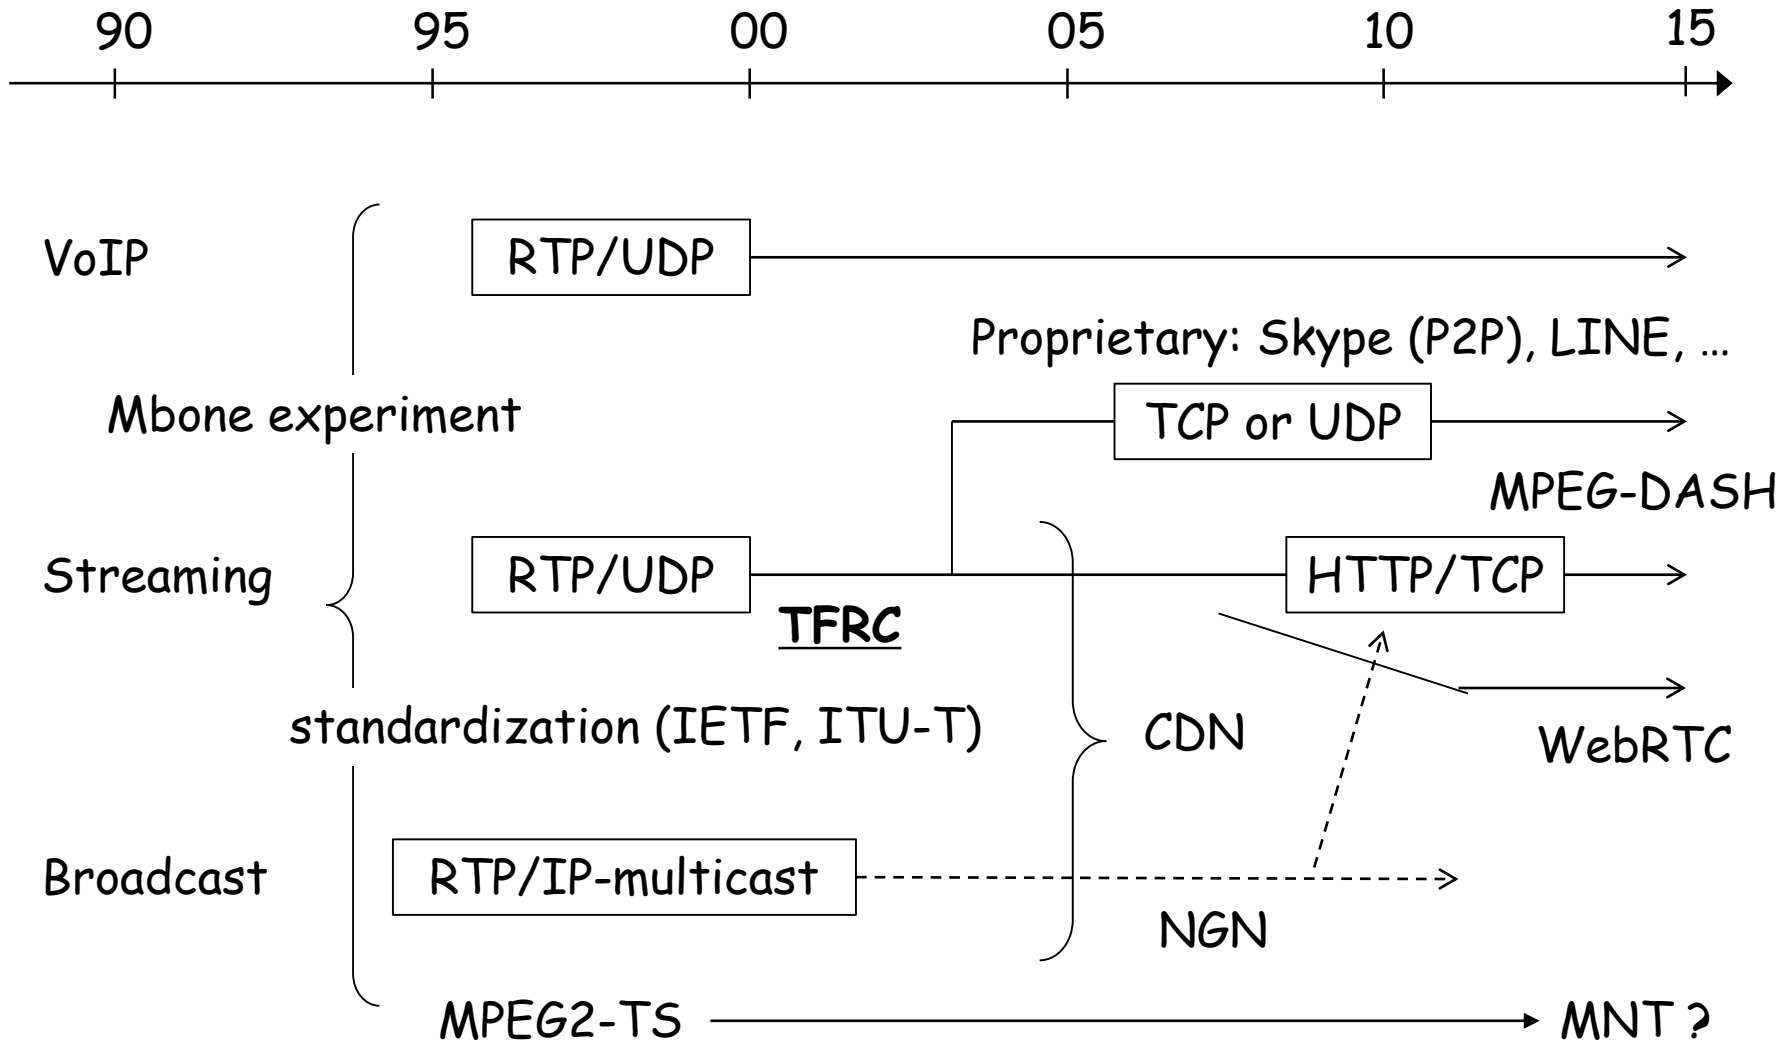 90 95 00 05 10 15
VoIP
RTP/UDP
Proprietary: Skype (P2P), LINE, ...
Mbone experiment
TCP or UDP
MPEG-DASH
Streaming
RTP/UDP
HTTP/TCP
TFRC
standardization (IETF, ITU-T)
CDN
WebRTC
Broadcast
RTP/IP-multicast
NGN
MPEG2-TS
MNT ?